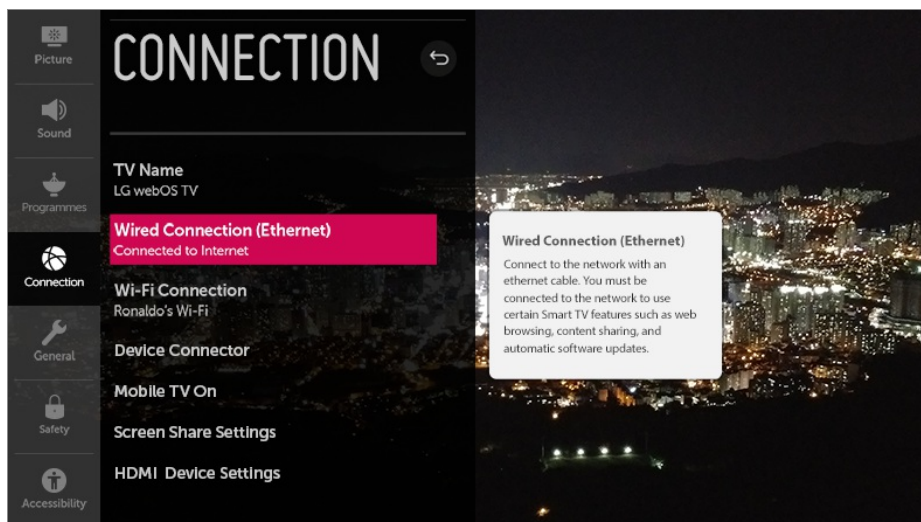 Picture
Sound
Programmes
Connection
General
Safety
Accessibility
CONNECTION
TV Name
LG webOS TV
Wired Connection (Ethernet)
Connected to Internet
Wi-Fi Connection
Ronaldo's Wi-Fi
Device Connector
Mobile TV On
Screen Share Settings
HDMI Device Settings
Wired Connection (Ethernet)
Connect to the network with an
ethernet cable. You must be
connected to the network to use
certain Smart TV features such as web
browsing, content sharing, and
automatic software updates.